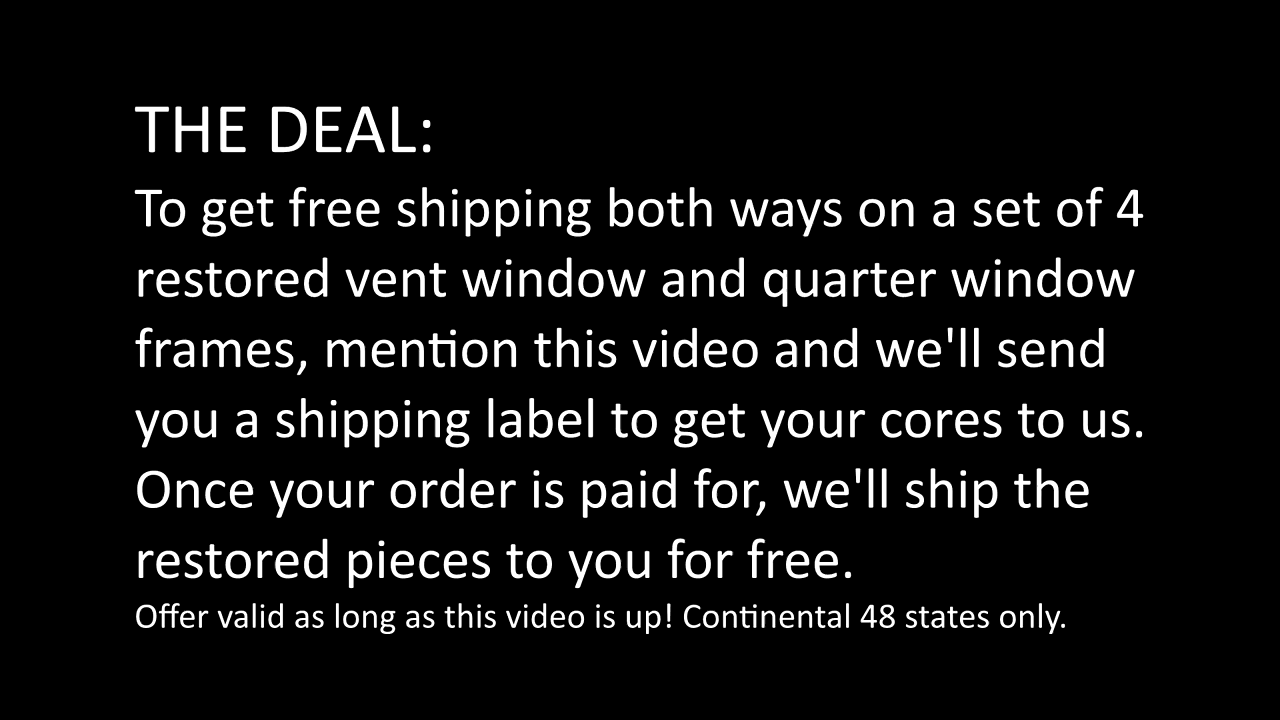 THE DEAL:
To get free shipping both ways on a set of 4
restored vent window and quarter window
frames, mention this video and we'll send
you a shipping label to get your cores to us.
Once your order is paid for, we'll ship the
restored pieces to you for free.
Offer valid as long as this video is up! Continental 48 states only.